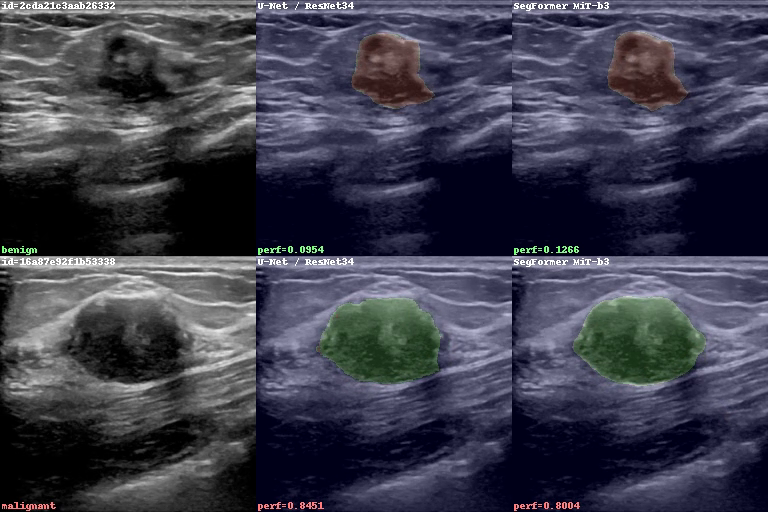 id=2cda21c3aab26332
U-Net / ResNet34
SegFormer MiT-b3
benign
perf=0.0954
perf=0.1266
id=16a87e92f1b53338
U-Net / ResNet34
SegFormer MiT-b3
malignant
perf=0.8451
perf=0.8004